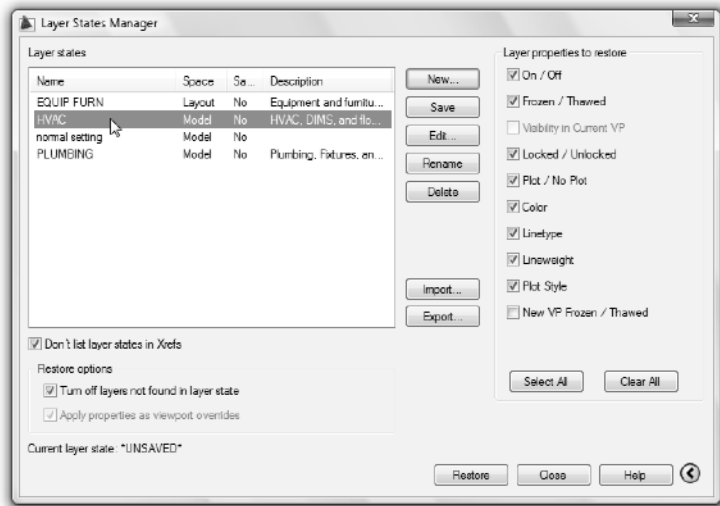 Layer States Manager
Layer states
Name Space Sa... Description
EQUIP FURN Layout No Equipment and furnitu...
HVAC Model No HVAC, DIMS, and flo...
normal setting Model No
PLUMBING Model No Plumbing, Fixtures, an...
New...
Save
Edit...
Rename
Delete
Import...
Export...
Don't list layer states in Xrefs
Restore options
Turn off layers not found in layer state
Apply properties as viewport overrides
Current layer state: *UNSAVED*
Layer properties to restore
On / Off
Frozen / Thawed
Visibility in Current VP
Locked / Unlocked
Plot / No Plot
Color
Linetype
Lineweight
Plot Style
New VP Frozen / Thawed
Select All Clear All
Restore Close Help